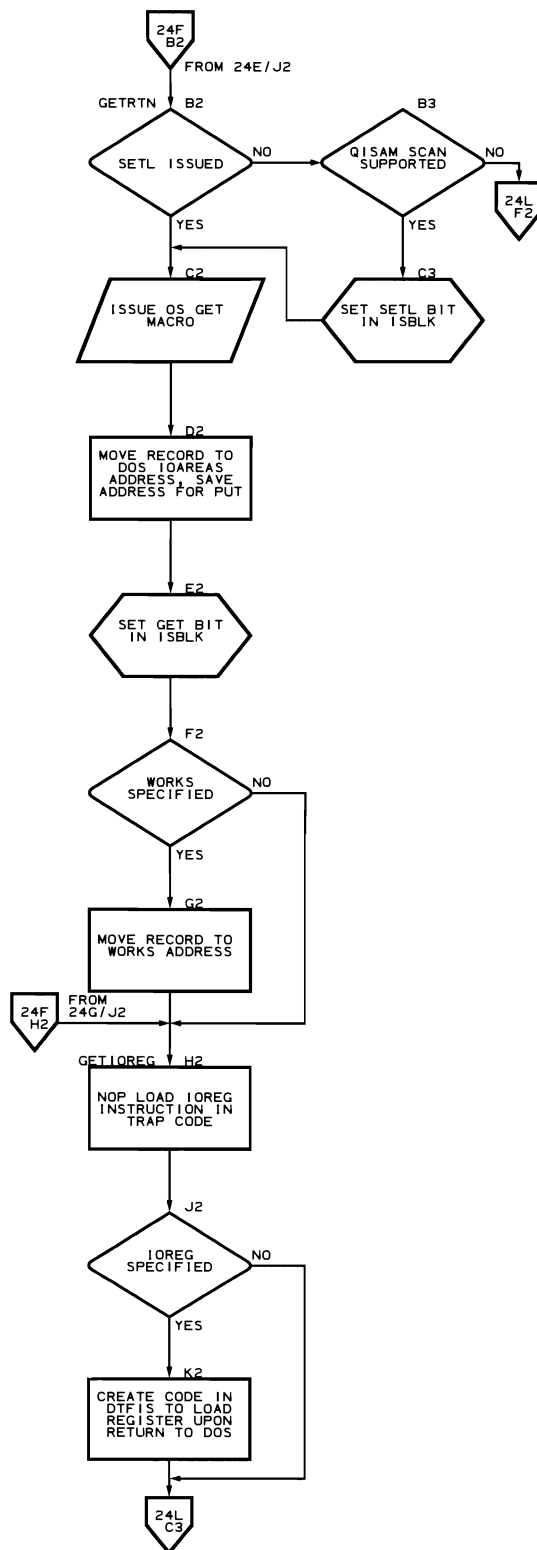 24F
B2
FROM 24E/J2
GETRTN
B2
B3
SETL ISSUED
NO
QISAM SCAN
SUPPORTED
NO
24L
F2
YES
YES
C2
C3
ISSUE OS GET
MACRO
SET SETL BIT
IN ISBLK
D2
MOVE RECORD TO
DOS IOAREAS
ADDRESS, SAVE
ADDRESS FOR PUT
E2
SET GET BIT
IN ISBLK
F2
WORKS
SPECIFIED
NO
YES
G2
MOVE RECORD TO
WORKS ADDRESS
24F
H2
FROM
24G/J2
GETIOREG
H2
NOP LOAD IOREG
INSTRUCTION IN
TRAP CODE
J2
IOREG
SPECIFIED
NO
YES
K2
CREATE CODE IN
DTFIS TO LOAD
REGISTER UPON
RETURN TO DOS
24L
C3